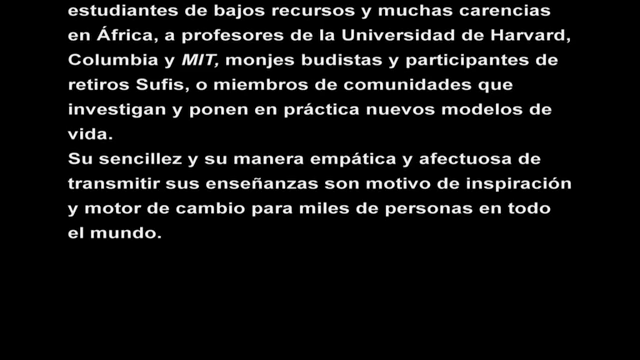 estudiantes de bajos recursos y muchas carencias
en África, a profesores de la Universidad de Harvard,
Columbia y MIT, monjes budistas y participantes de
retiros Sufis, o miembros de comunidades que
investigan y ponen en práctica nuevos modelos de
vida.
Su sencillez y su manera empática y afectuosa de
transmitir sus enseñanzas son motivo de inspiración
y motor de cambio para miles de personas en todo
el mundo.